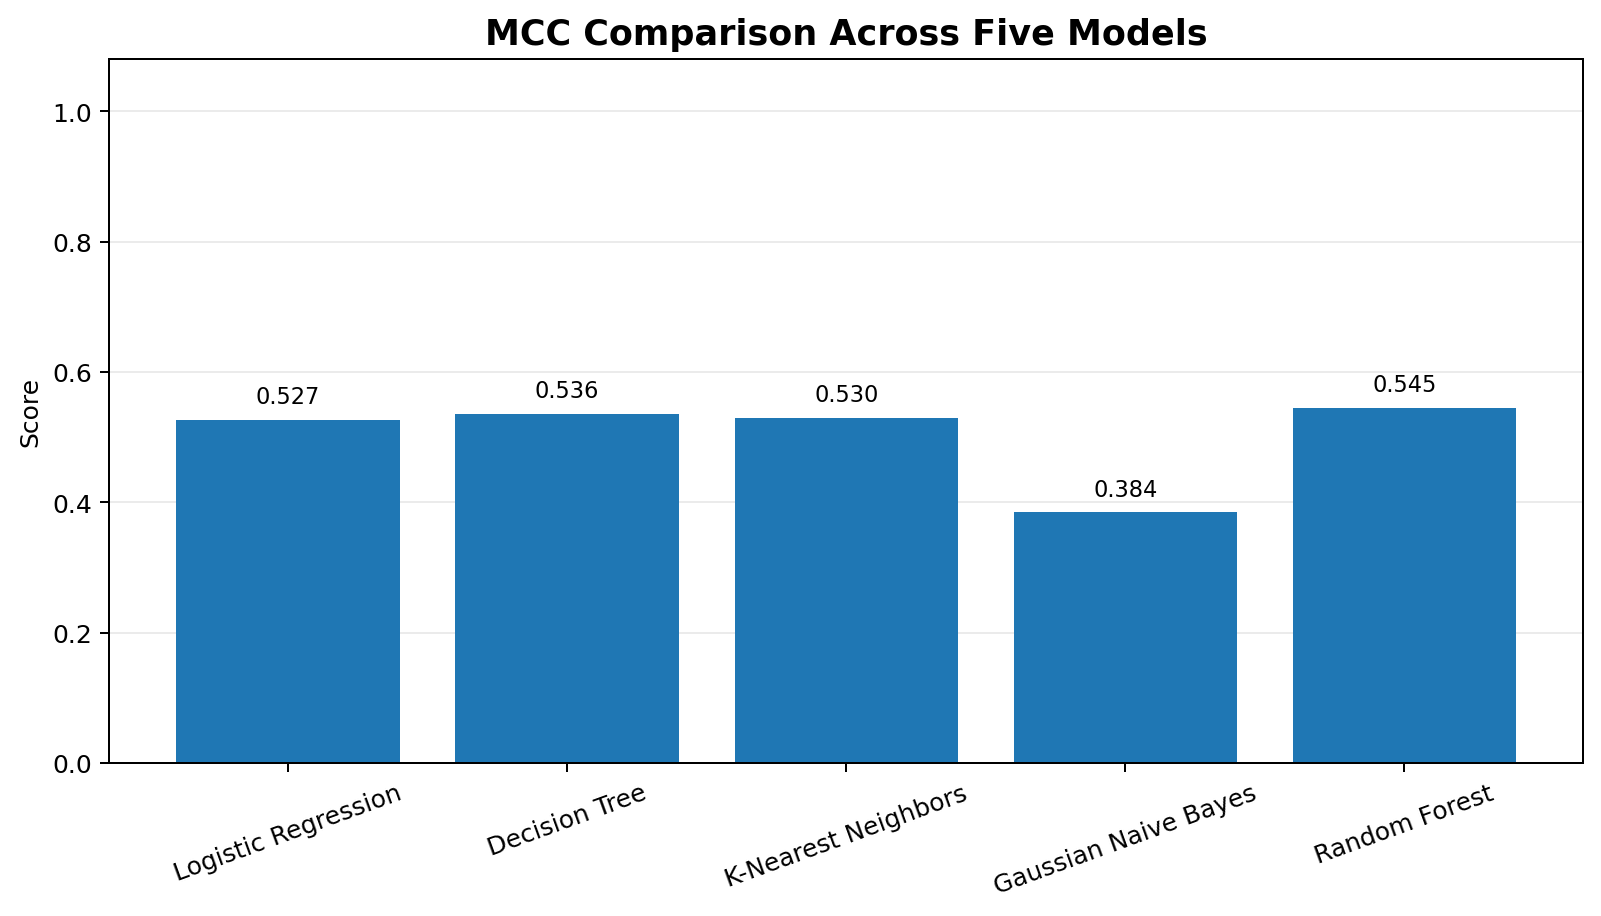 MCC Comparison Across Five Models
Score
1.0
0.8
0.6
0.4
0.2
0.0
0.527
0.536
0.530
0.384
0.545
Logistic Regression
Decision Tree
K-Nearest Neighbors
Gaussian Naive Bayes
Random Forest